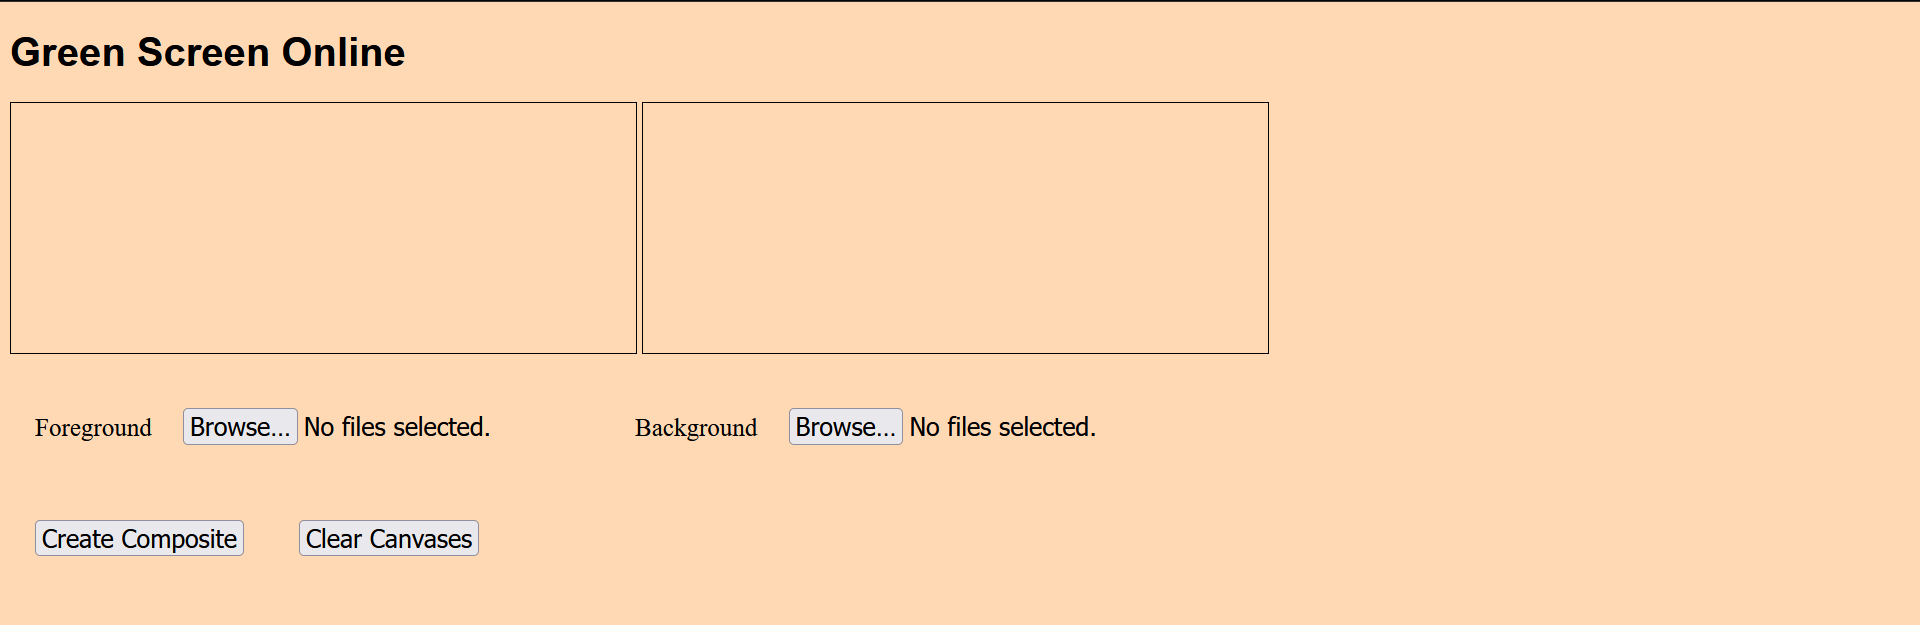 Green Screen Online
Foreground Browse... No files selected. Background Browse... No files selected.
Create Composite Clear Canvases